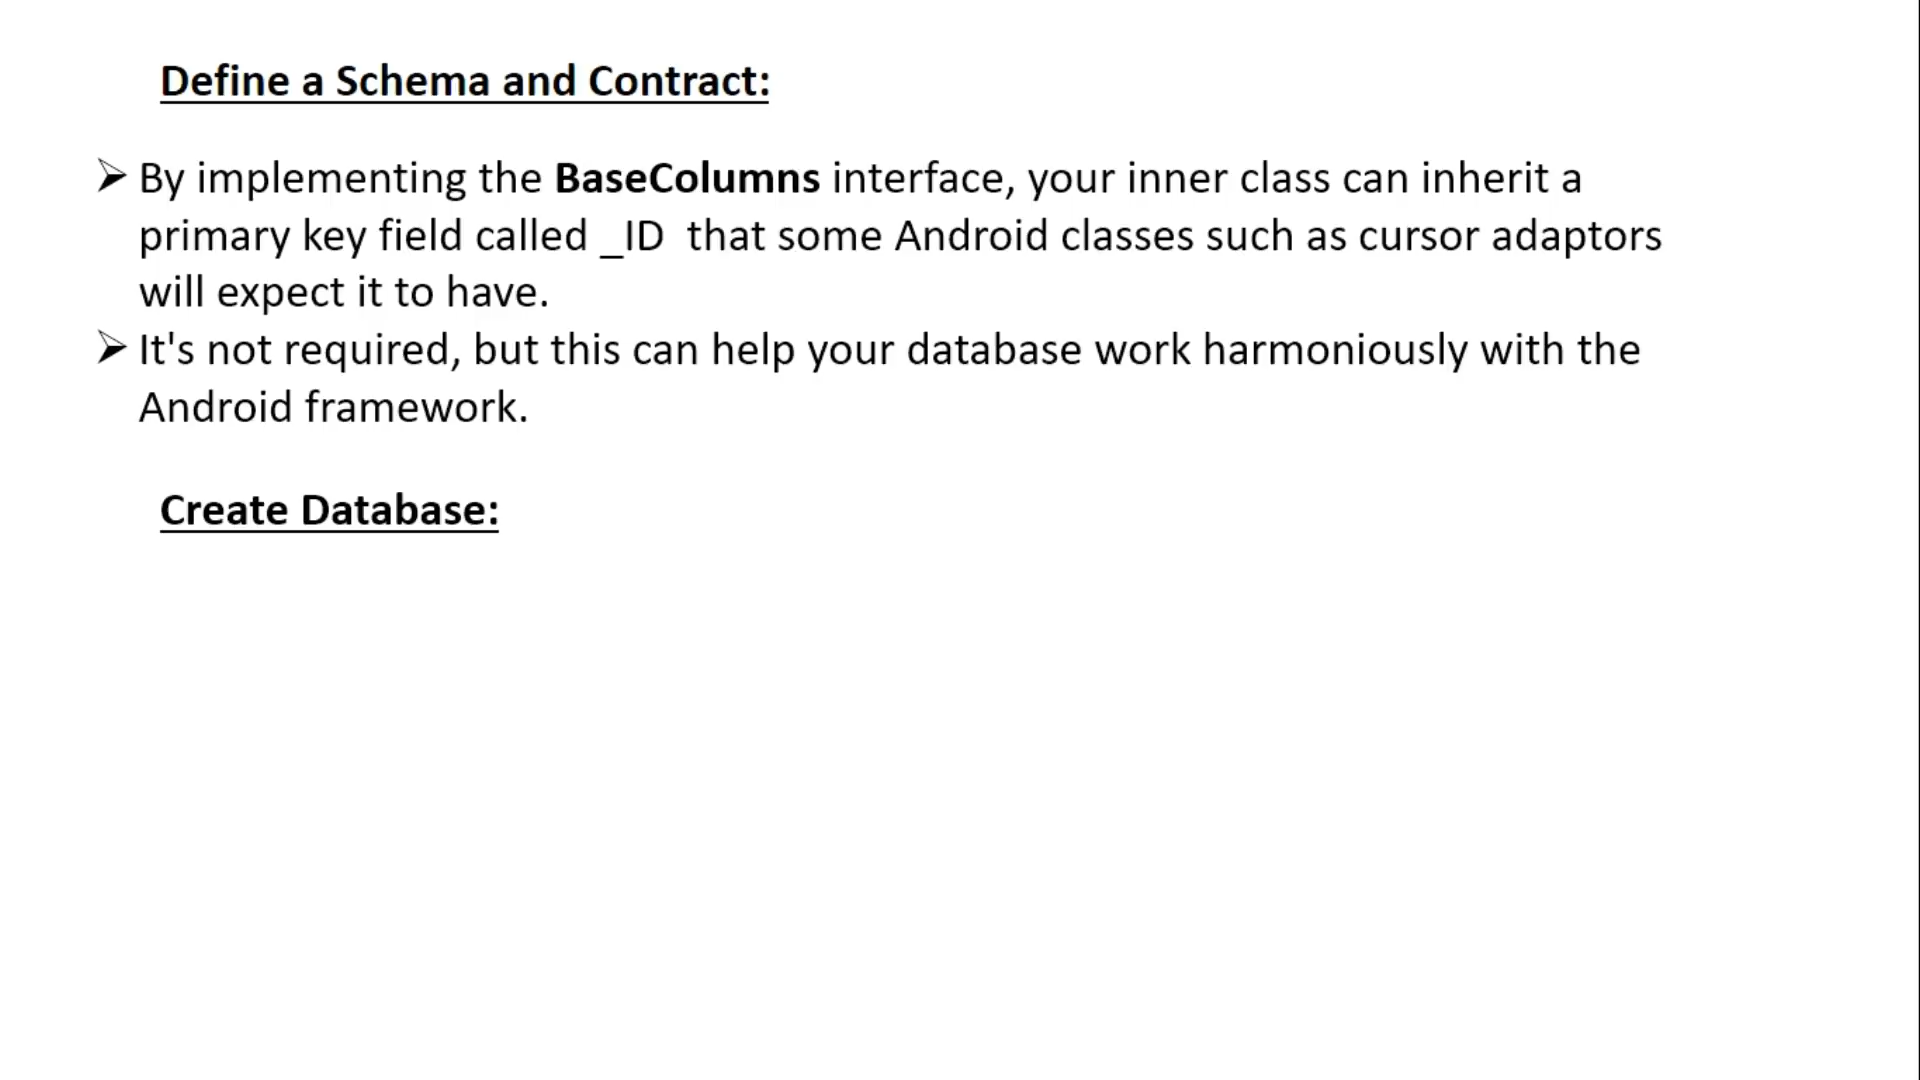 Define a Schema and Contract:
➢ By implementing the BaseColumns interface, your inner class can inherit a
primary key field called _ID  that some Android classes such as cursor adaptors
will expect it to have.
➢ It's not required, but this can help your database work harmoniously with the
Android framework.
Create Database: